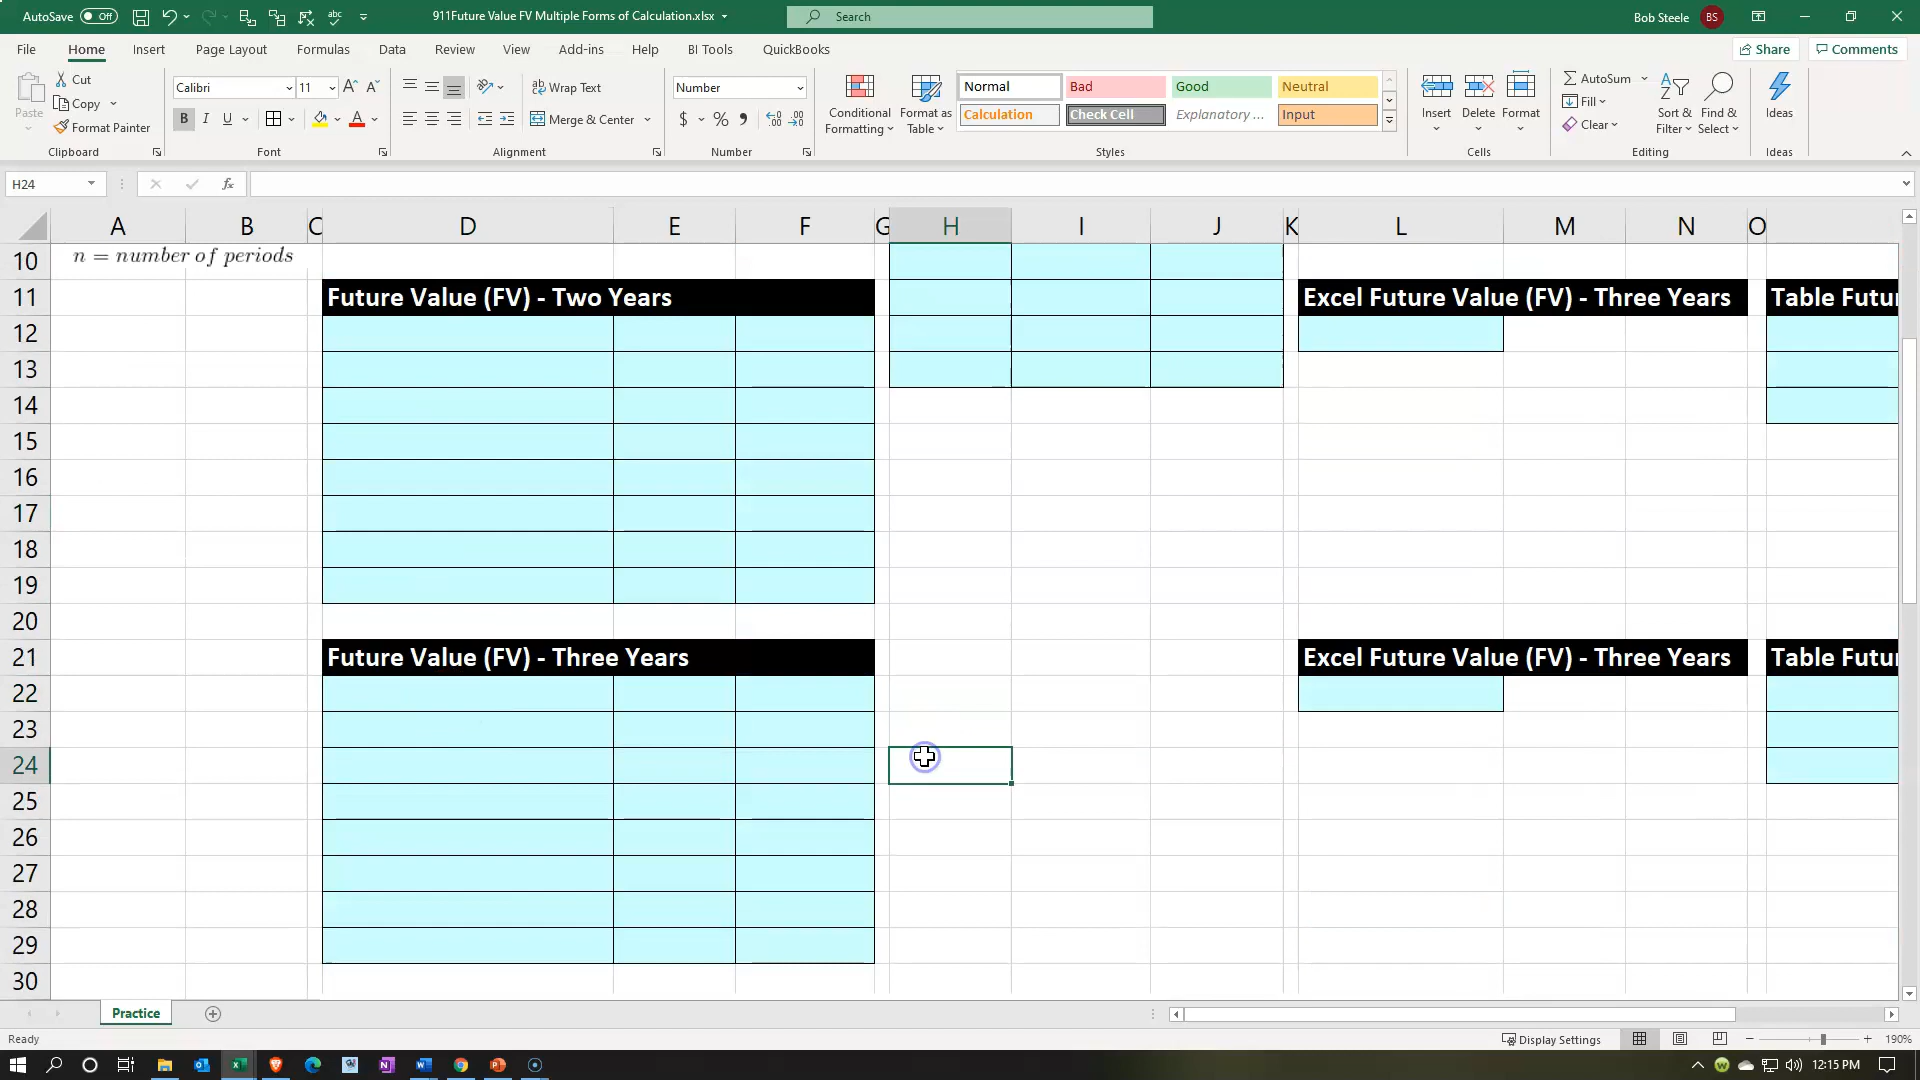 AutoSave Off
abc
911Future Value FV Multiple Forms of Calculation.xlsx
Search
Bob Steele BS
File Home Insert Page Layout Formulas Data Review View Add-ins Help BI Tools QuickBooks
Share Comments
Paste
Cut
Copy
Format Painter
Clipboard
Calibri 11
B I U
Font
Wrap Text
Merge & Center
Alignment
Number
$ % 9
Number
Conditional Formatting
Format as Table
Normal Bad Good Neutral
Calculation Check Cell Explanatory ... Input
Styles
Insert Delete Format
Cells
AutoSum
Fill
Clear
Sort & Filter
Find & Select
Editing
Ideas
Ideas
H24
fx
A B C D E F G H I J K L M N O
10 n = number of periods
11 Future Value (FV) - Two Years Excel Future Value (FV) - Three Years Table Futu
12
13
14
15
16
17
18
19
20
21 Future Value (FV) - Three Years Excel Future Value (FV) - Three Years Table Futu
22
23
24
25
26
27
28
29
30
Practice
Ready
Display Settings
190%
12:15 PM